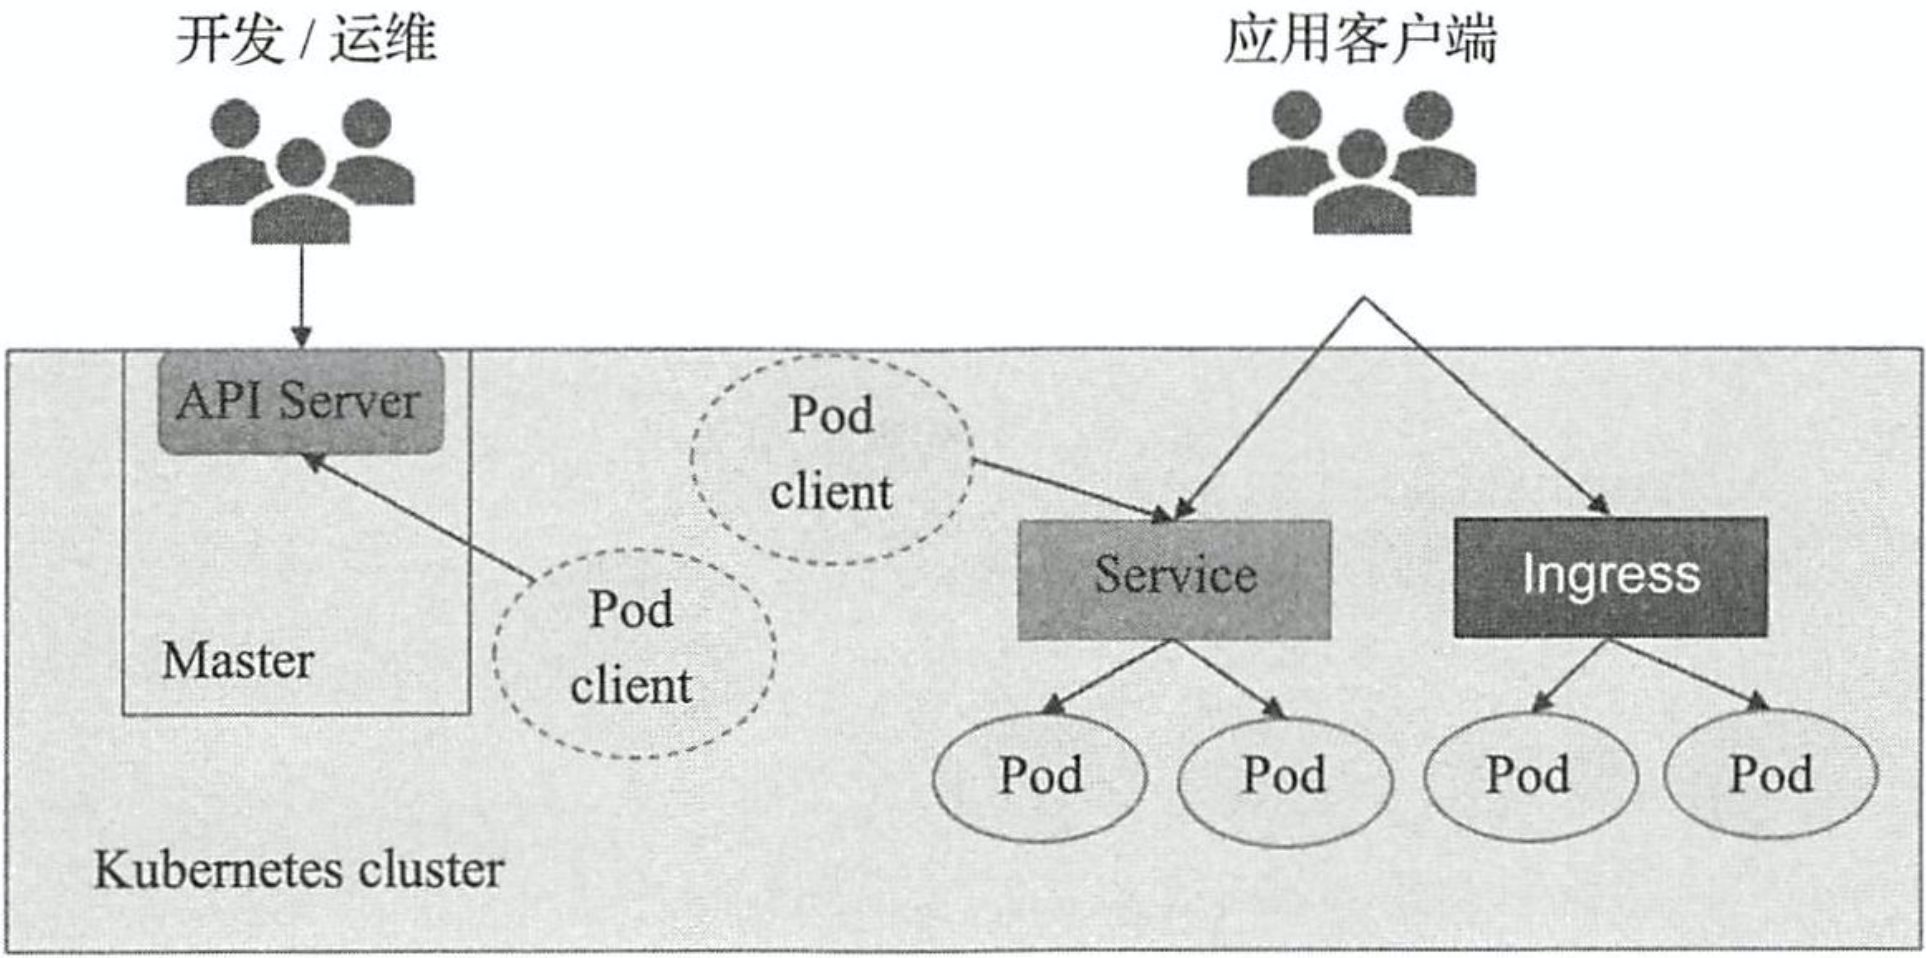 开发 / 运维
应用客户端
API Server
Pod
client
Pod
client
Master
Service
Ingress
Pod
Pod
Pod
Pod
Kubernetes cluster